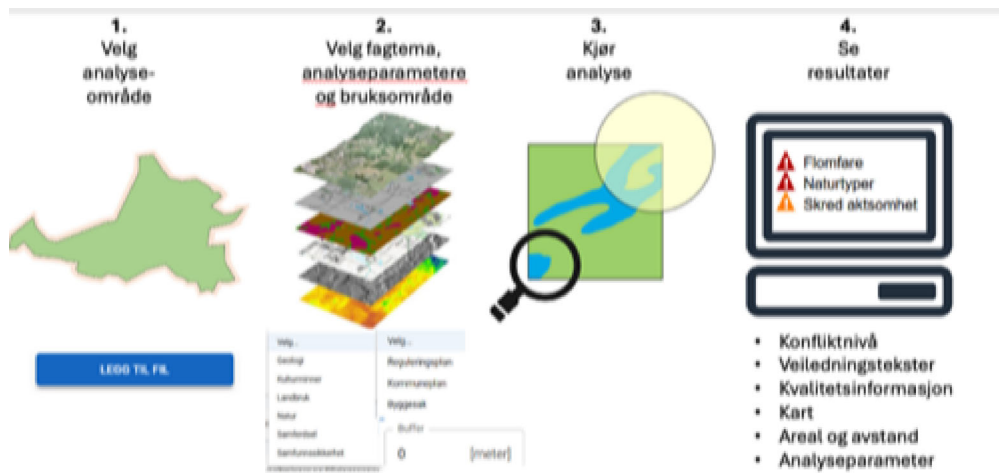 1.
Velg
analyse-
område
LEGG TIL FIL
2.
Velg fagtema,
analyseparametere
og bruksområde
Velg...
Geologi
Kulturminner
Landbruk
Natur
Samferdsel
Samfunnssikkerhet
Velg...
Reguleringsplan
Kommuneplan
Byggesak
Buffer
0 [meter]
3.
Kjør
analyse
4.
Se
resultater
Flomfare
Naturtyper
Skred aktsomhet
• Konfliktnivå
• Veiledningstekster
• Kvalitetsinformasjon
• Kart
• Areal og avstand
• Analyseparameter